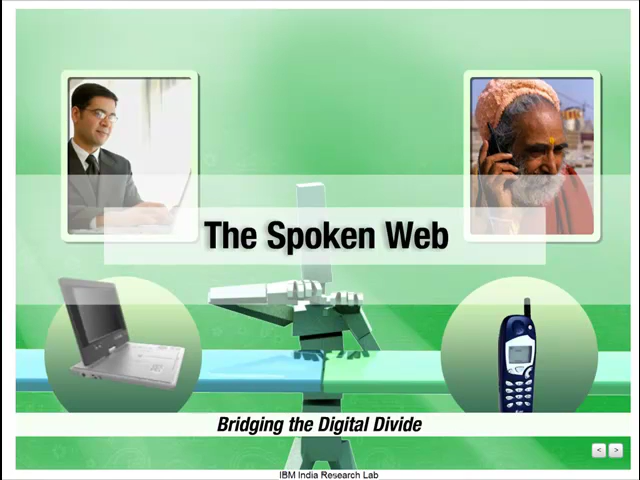 The Spoken Web
Bridging the Digital Divide
< >
IBM India Research Lab